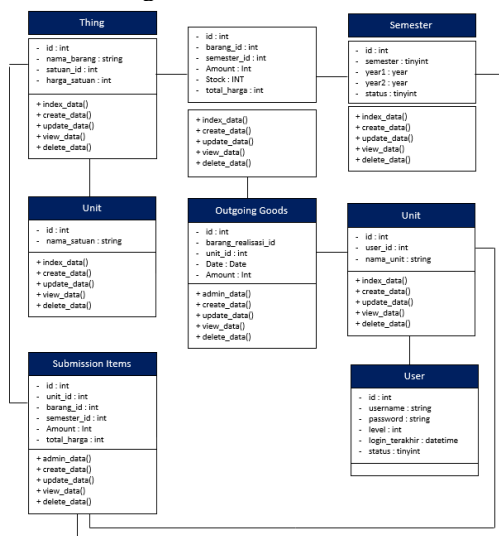 Thing
- id : int
- nama_barang : string
- satuan_id : int
- harga_satuan : int
+ index_data()
+ create_data()
+ update_data()
+ view_data()
+ delete_data()
- id : int
- barang_id : int
- semester_id : int
- Amount : Int
- Stock : INT
- total_harga : int
+ index_data()
+ create_data()
+ update_data()
+ view_data()
+ delete_data()
Semester
- id : int
- semester : tinyint
- year1 : year
- year2 : year
- status : tinyint
+ index_data()
+ create_data()
+ update_data()
+ view_data()
+ delete_data()
Unit
- id : int
- nama_satuan : string
+ index_data()
+ create_data()
+ update_data()
+ view_data()
+ delete_data()
Outgoing Goods
- id : int
- barang_realisasi_id
- unit_id : int
- Date : Date
- Amount : Int
+ admin_data()
+ create_data()
+ update_data()
+ view_data()
+ delete_data()
Unit
- id : int
- user_id : int
- nama_unit : string
+ index_data()
+ create_data()
+ update_data()
+ view_data()
+ delete_data()
Submission Items
- id : int
- unit_id : int
- barang_id : int
- semester_id : int
- Amount : Int
- total_harga : int
+ admin_data()
+ create_data()
+ update_data()
+ view_data()
+ delete_data()
User
- id : int
- username : string
- password : string
- level : int
- login_terakhir : datetime
- status : tinyint